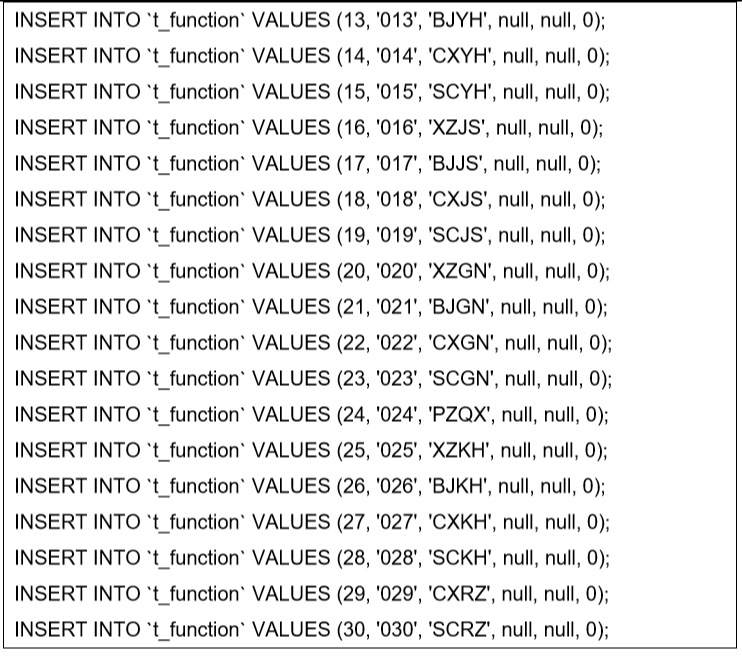 INSERT INTO `t_function` VALUES (13, '013', 'BJYH', null, null, 0);
INSERT INTO `t_function` VALUES (14, '014', 'CXYH', null, null, 0);
INSERT INTO `t_function` VALUES (15, '015', 'SCYH', null, null, 0);
INSERT INTO `t_function` VALUES (16, '016', 'XZJS', null, null, 0);
INSERT INTO `t_function` VALUES (17, '017', 'BJJS', null, null, 0);
INSERT INTO `t_function` VALUES (18, '018', 'CXJS', null, null, 0);
INSERT INTO `t_function` VALUES (19, '019', 'SCJS', null, null, 0);
INSERT INTO `t_function` VALUES (20, '020', 'XZGN', null, null, 0);
INSERT INTO `t_function` VALUES (21, '021', 'BJGN', null, null, 0);
INSERT INTO `t_function` VALUES (22, '022', 'CXGN', null, null, 0);
INSERT INTO `t_function` VALUES (23, '023', 'SCGN', null, null, 0);
INSERT INTO `t_function` VALUES (24, '024', 'PZQX', null, null, 0);
INSERT INTO `t_function` VALUES (25, '025', 'XZKH', null, null, 0);
INSERT INTO `t_function` VALUES (26, '026', 'BJKH', null, null, 0);
INSERT INTO `t_function` VALUES (27, '027', 'CXKH', null, null, 0);
INSERT INTO `t_function` VALUES (28, '028', 'SCKH', null, null, 0);
INSERT INTO `t_function` VALUES (29, '029', 'CXRZ', null, null, 0);
INSERT INTO `t_function` VALUES (30, '030', 'SCRZ', null, null, 0);